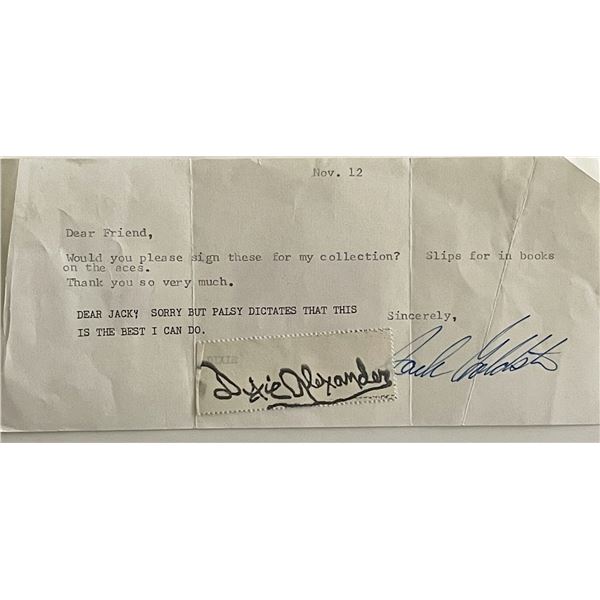 Nov. 12
Dear Friend,
Would you please sign these for my collection? Slips for in books
on the aces.
Thank you so very much.
DEAR JACKY SORRY BUT PALSY DICTATES THAT THIS
IS THE BEST I CAN DO.
Sincerely,
Dixie Alexander